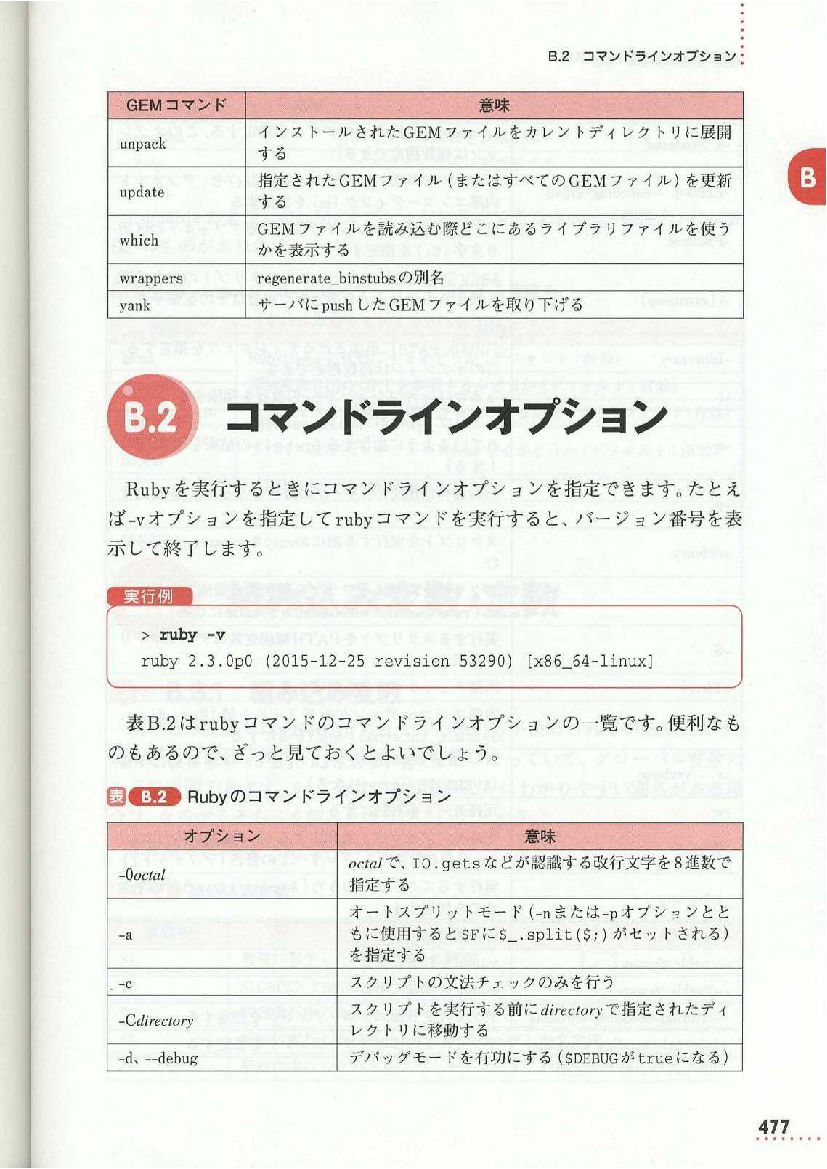 B.2 コマンドラインオプション
GEMコマンド 意味
unpack インストールされたGEMファイルをカレントディレクトリに展開
する
update 指定されたGEMファイル(またはすべてのGEMファイル)を更新
する
which GEMファイルを読み込む際どこにあるライブラリファイルを使う
かを表示する
wrappers regenerate_binstubsの別名
yank サーバにpushしたGEMファイルを取り下げる
B
B.2 コマンドラインオプション
Rubyを実行するときにコマンドラインオプションを指定できます。たとえ
ば-vオプションを指定してrubyコマンドを実行すると、バージョン番号を表
示して終了します。
実行例
> ruby -v
ruby 2.3.0p0 (2015-12-25 revision 53290) [x86_64-linux]
表B.2はrubyコマンドのコマンドラインオプションの一覧です。便利なも
のもあるので、ざっと見ておくとよいでしょう。
表 B.2 Rubyのコマンドラインオプション
オプション 意味
-0octal octalで、IO.getsなどが認識する改行文字を8進数で
指定する
-a オートスプリットモード(-nまたは-pオプションとと
もに使用すると$Fに$_.split($;)がセットされる)
を指定する
-c スクリプトの文法チェックのみを行う
-Cdirectory スクリプトを実行する前にdirectoryで指定されたディ
レクトリに移動する
-d、--debug デバッグモードを有功にする($DEBUGがtrueになる)
477